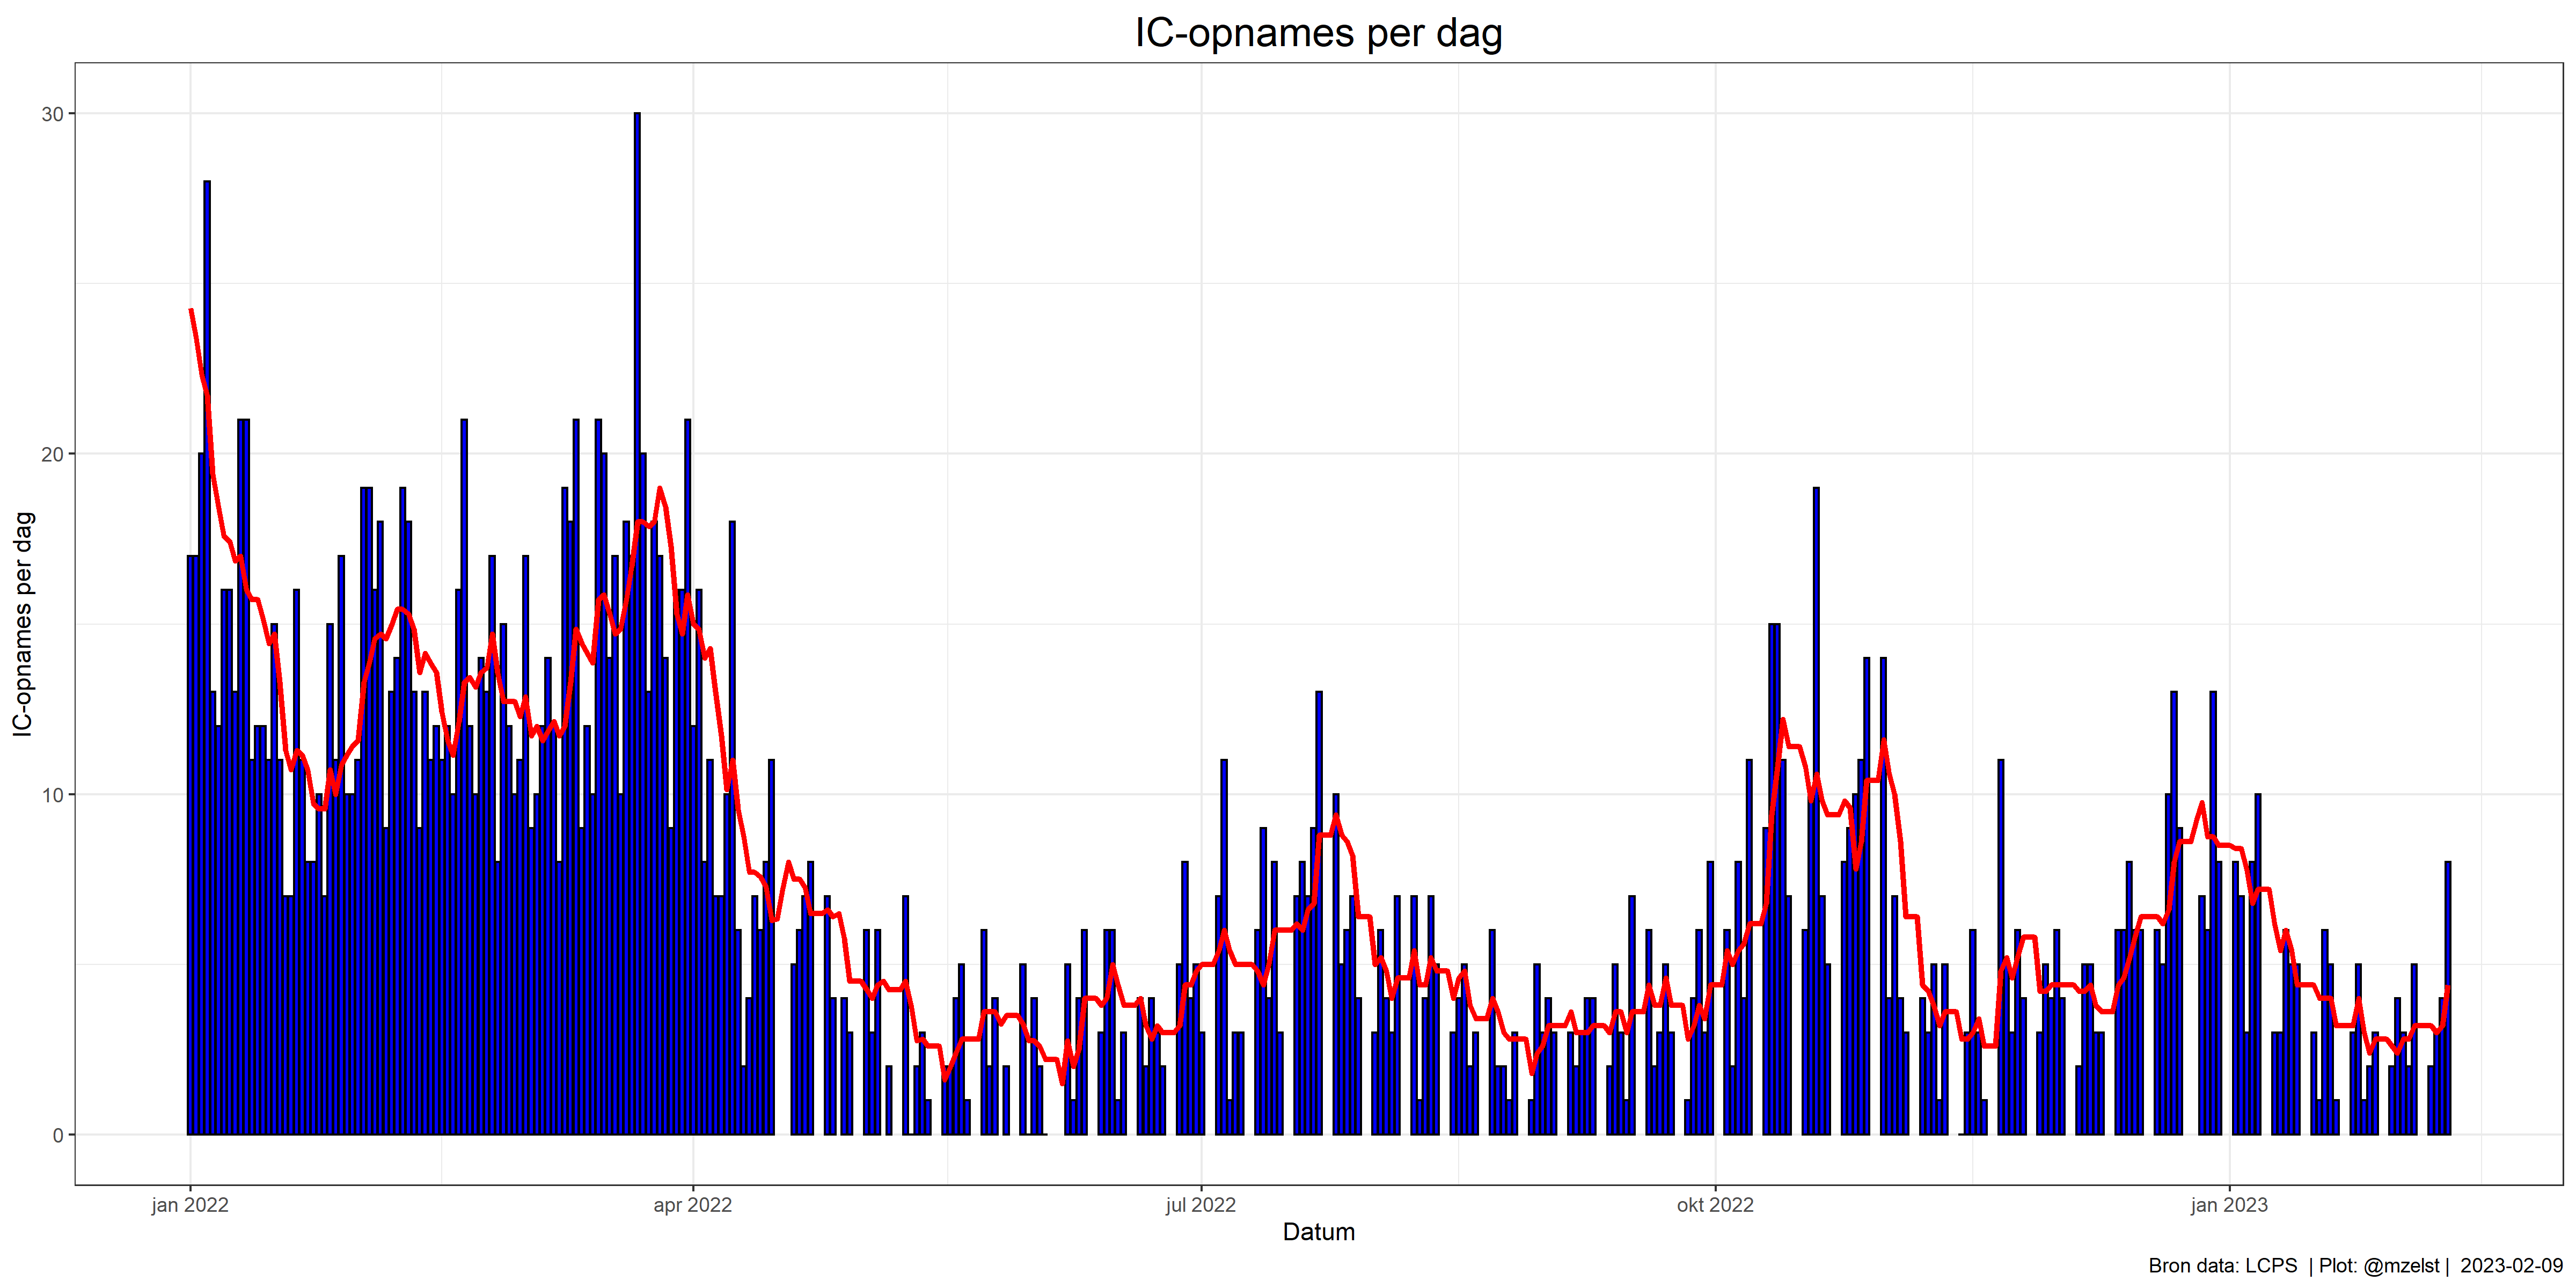 IC-opnames per dag
IC-opnames per dag
30
20
10
0
jan 2022
apr 2022
jul 2022
okt 2022
jan 2023
Datum
Bron data: LCPS | Plot: @mzelst | 2023-02-09